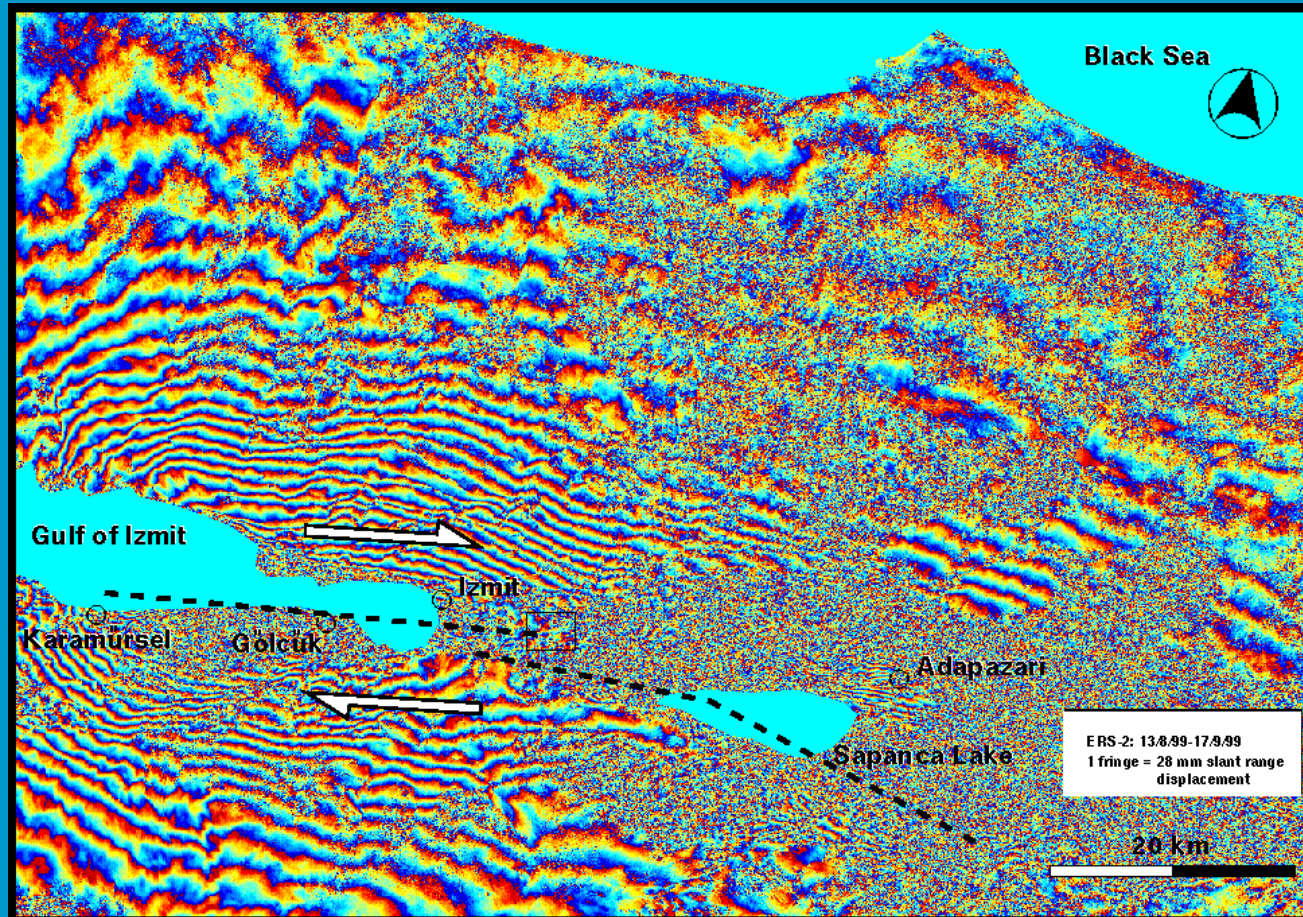 Black Sea
Gulf of Izmit
Izmit
Karamürsel
Gölcük
Adapazari
Sapanca Lake
ERS-2: 13/8/99-17/9/99
1 fringe = 28 mm slant range
displacement
20 km